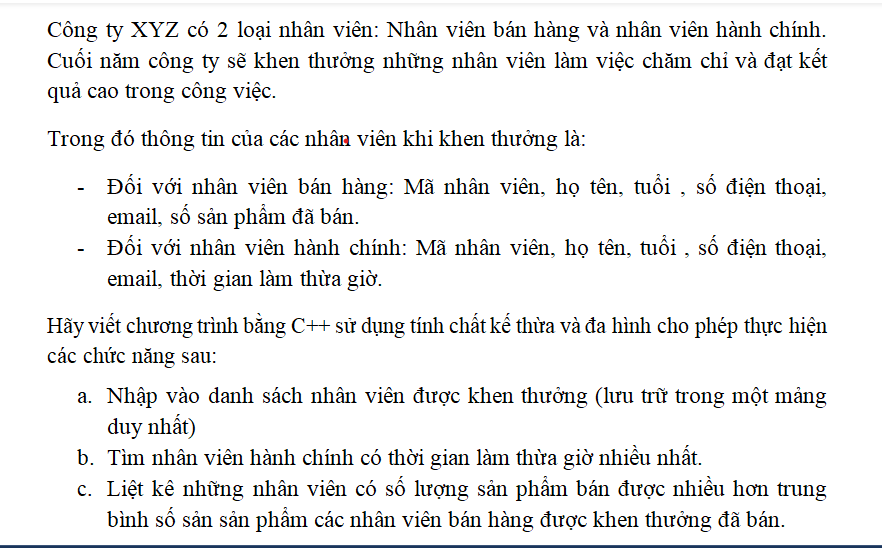 Công ty XYZ có 2 loại nhân viên: Nhân viên bán hàng và nhân viên hành chính.
Cuối năm công ty sẽ khen thưởng những nhân viên làm việc chăm chỉ và đạt kết
quả cao trong công việc.
Trong đó thông tin của các nhân viên khi khen thưởng là:
- Đối với nhân viên bán hàng: Mã nhân viên, họ tên, tuổi , số điện thoại,
email, số sản phẩm đã bán.
- Đối với nhân viên hành chính: Mã nhân viên, họ tên, tuổi , số điện thoại,
email, thời gian làm thừa giờ.
Hãy viết chương trình bằng C++ sử dụng tính chất kế thừa và đa hình cho phép thực hiện
các chức năng sau:
a. Nhập vào danh sách nhân viên được khen thưởng (lưu trữ trong một mảng
duy nhất)
b. Tìm nhân viên hành chính có thời gian làm thừa giờ nhiều nhất.
c. Liệt kê những nhân viên có số lượng sản phẩm bán được nhiều hơn trung
bình số sản sản phẩm các nhân viên bán hàng được khen thưởng đã bán.